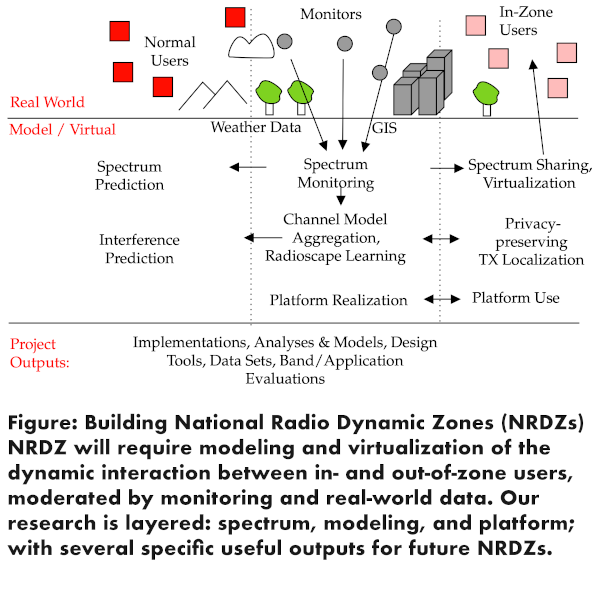 Monitors
Normal
Users
In-Zone
Users
Real World
Model / Virtual
Weather Data
GIS
Spectrum
Prediction
Spectrum
Monitoring
Spectrum Sharing,
Virtualization
Interference
Prediction
Channel Model
Aggregation,
Radioscape Learning
Privacy-
preserving
TX Localization
Platform Realization
Platform Use
Project
Outputs:
Implementations, Analyses & Models, Design
Tools, Data Sets, Band/Application
Evaluations
Figure: Building National Radio Dynamic Zones (NRDZs)
NRDZ will require modeling and virtualization of the
dynamic interaction between in- and out-of-zone users,
moderated by monitoring and real-world data. Our
research is layered: spectrum, modeling, and platform;
with several specific useful outputs for future NRDZs.